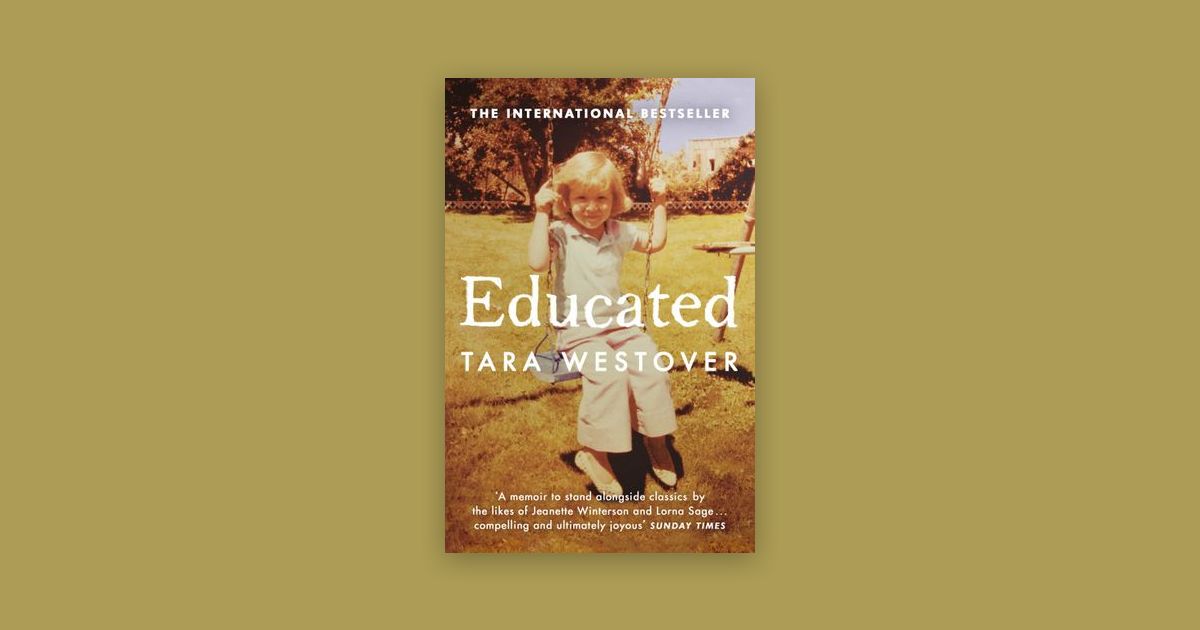 THE INTERNATIONAL BESTSELLER
Educated
TARA WESTOVER
‘A memoir to stand alongside classics by
the likes of Jeanette Winterson and Lorna Sage...
compelling and ultimately joyous’ SUNDAY TIMES